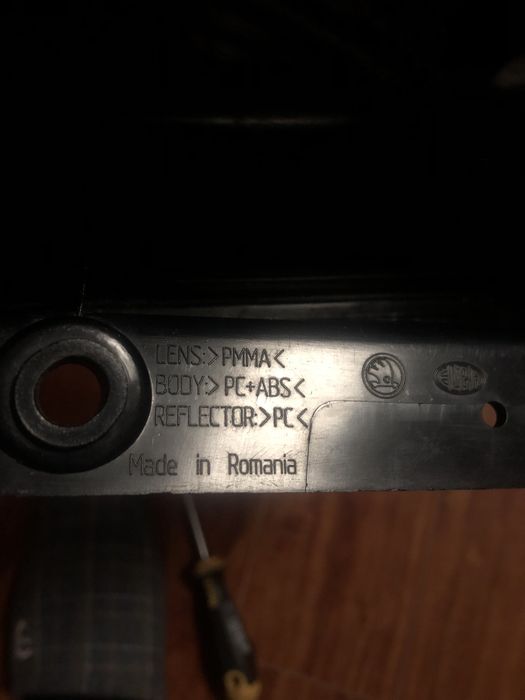 LENS:>PMMA<
BODY:>PC+ABS<
REFLECTOR:>PC<
Made in Romania